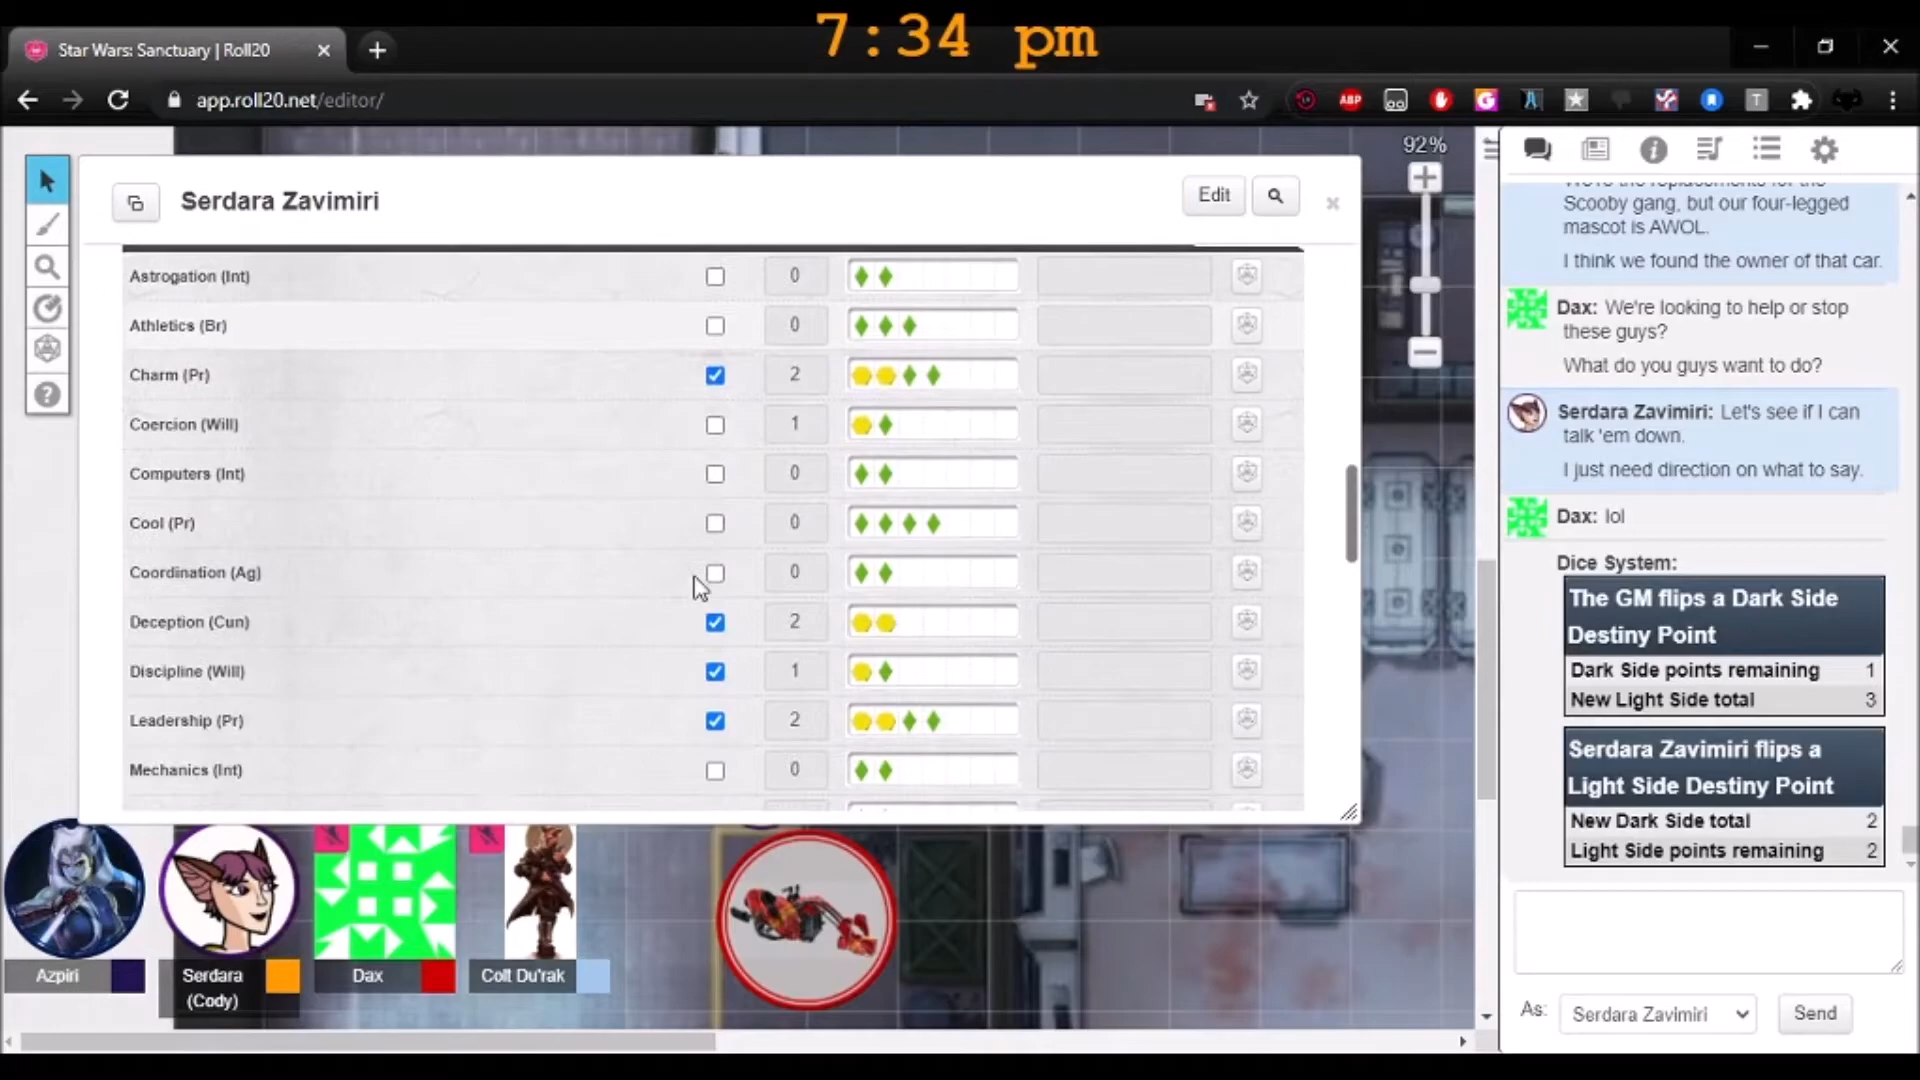 7:34 pm
Star Wars: Sanctuary | Roll20
app.roll20.net/editor/
ABP
T
92%
Serdara Zavimiri
Edit
Astrogation (Int) 0
Athletics (Br) 0
Charm (Pr) 2
Coercion (Will) 1
Computers (Int) 0
Cool (Pr) 0
Coordination (Ag) 0
Deception (Cun) 2
Discipline (Will) 1
Leadership (Pr) 2
Mechanics (Int) 0
Azpiri
Serdara
(Cody)
Dax
Colt Du'rak
We're the replacements for the
Scooby gang, but our four-legged
mascot is AWOL.
I think we found the owner of that car.
Dax: We're looking to help or stop
these guys?
What do you guys want to do?
Serdara Zavimiri: Let's see if I can
talk 'em down.
I just need direction on what to say.
Dax: lol
Dice System:
The GM flips a Dark Side
Destiny Point
Dark Side points remaining 1
New Light Side total 3
Serdara Zavimiri flips a
Light Side Destiny Point
New Dark Side total 2
Light Side points remaining 2
As: Serdara Zavimiri Send